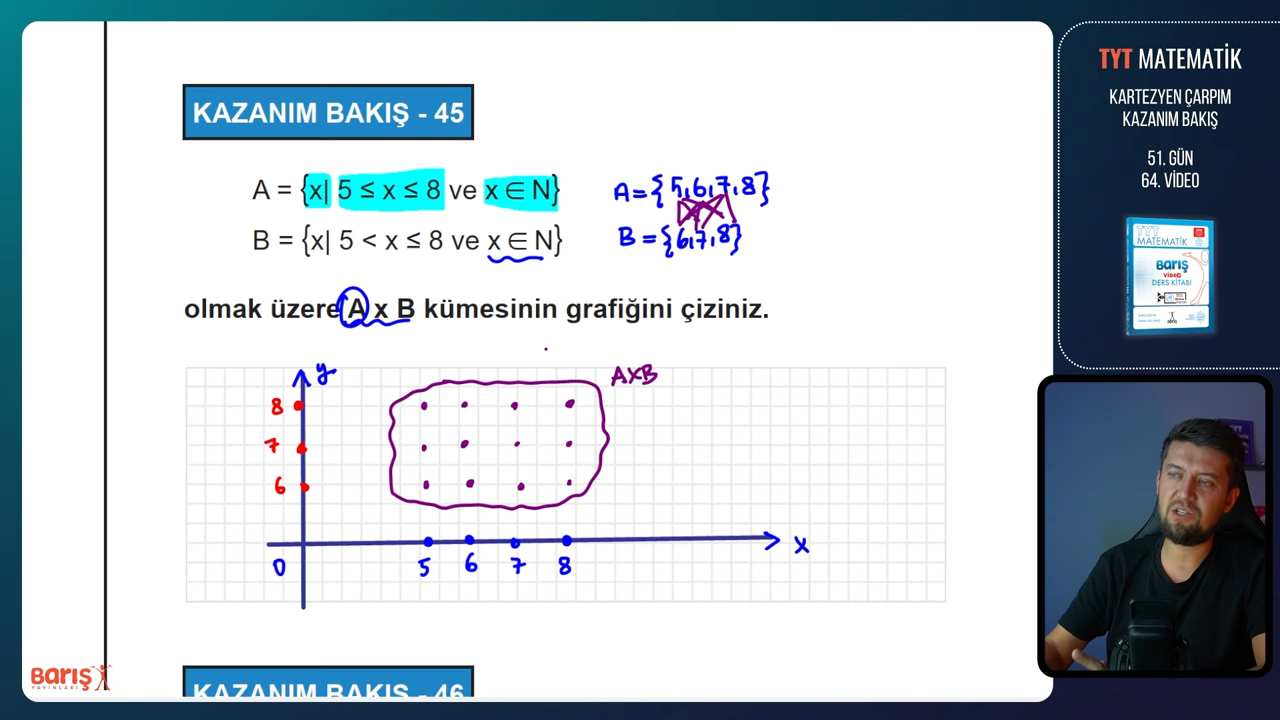 KAZANIM BAKIŞ - 45
A = {x| 5 ≤ x ≤ 8 ve x ∈ N}
A={5,6,7,8}
B = {x| 5 < x ≤ 8 ve x ∈ N}
B={6,7,8}
olmak üzere A x B kümesinin grafiğini çiziniz.
y
AXB
8
7
6
0
5 6 7 8
x
KAZANIM BAKIŞ - 46
BARIŞ
YAYINLARI
TYT MATEMATİK
KARTEZYEN ÇARPIM
KAZANIM BAKIŞ
51. GÜN
64. VİDEO
TYT
MATEMATİK
BARIŞ
VİDEO
DERS KİTABI